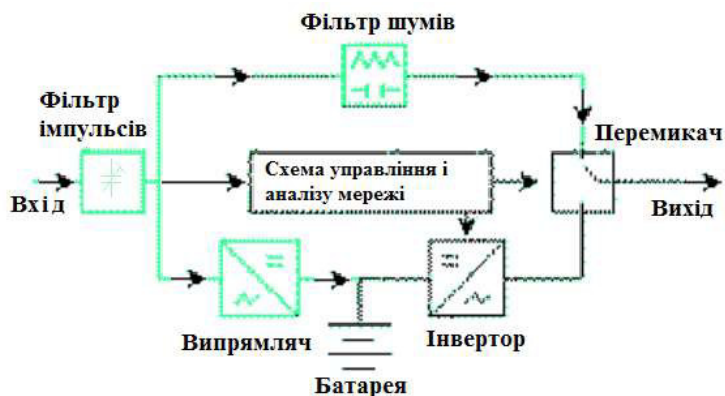 Фільтр шумів
Фільтр
імпульсів
Перемикач
Схема управління і
аналізу мережі
Вхід
Вихід
Випрямляч
Інвертор
Батарея